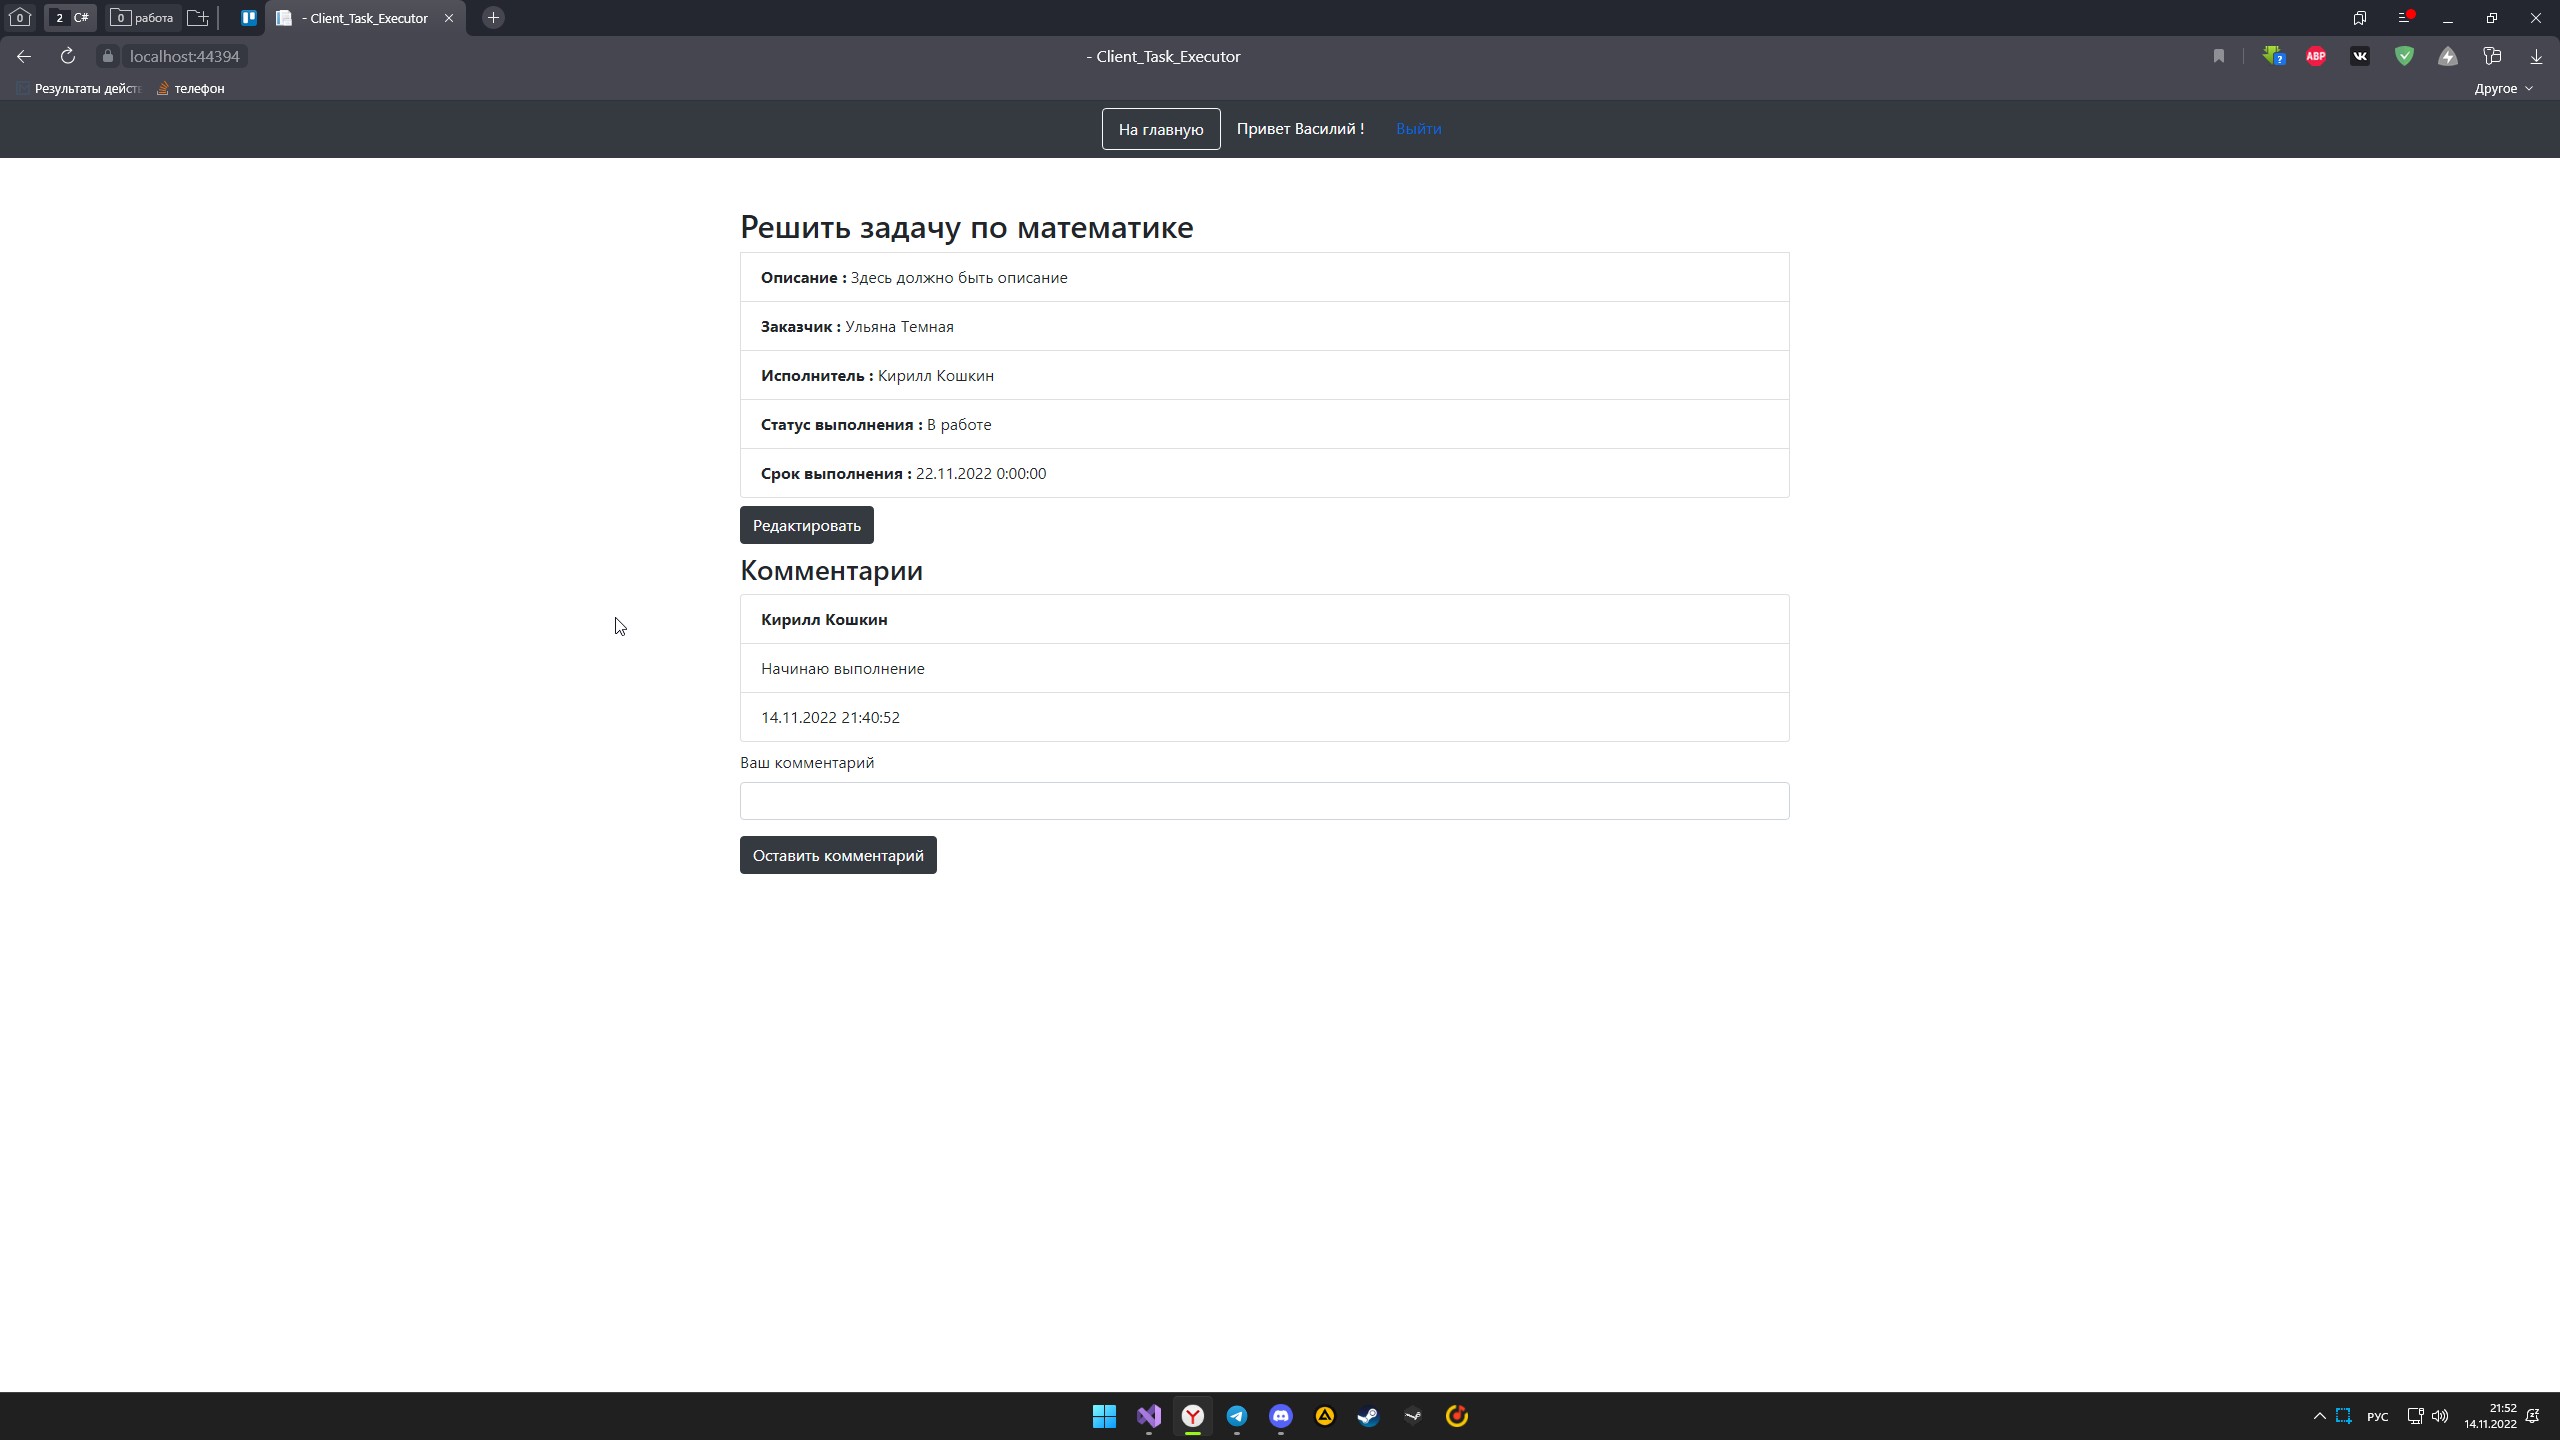 0
2 C#
0 работа
- Client_Task_Executor
localhost:44394
- Client_Task_Executor
ABP
Результаты дейст
телефон
Другое
На главную
Привет Василий !
Выйти
Решить задачу по математике
Описание : Здесь должно быть описание
Заказчик : Ульяна Темная
Исполнитель : Кирилл Кошкин
Статус выполнения : В работе
Срок выполнения : 22.11.2022 0:00:00
Редактировать
Комментарии
Кирилл Кошкин
Начинаю выполнение
14.11.2022 21:40:52
Ваш комментарий
Оставить комментарий
РУС
21:52
14.11.2022